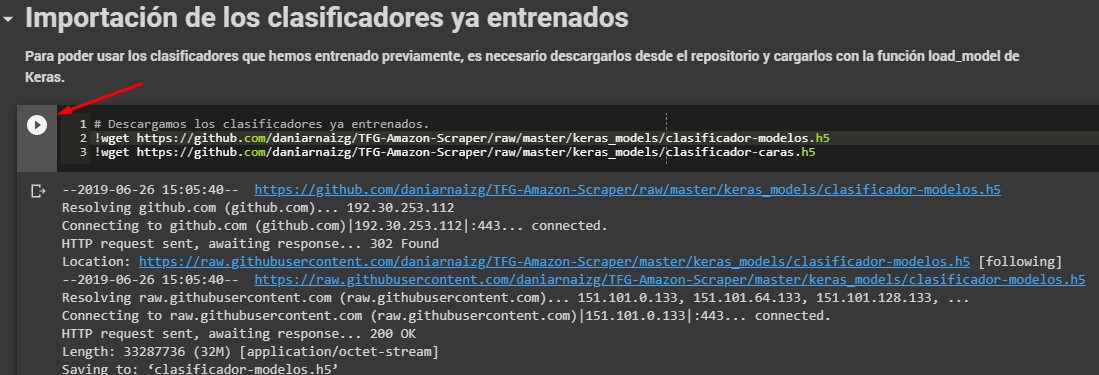 Importación de los clasificadores ya entrenados
Para poder usar los clasificadores que hemos entrenado previamente, es necesario descargarlos desde el repositorio y cargarlos con la función load_model de
Keras.
1 # Descargamos los clasificadores ya entrenados.
2 !wget https://github.com/daniarnaizg/TFG-Amazon-Scraper/raw/master/keras_models/clasificador-modelos.h5
3 !wget https://github.com/daniarnaizg/TFG-Amazon-Scraper/raw/master/keras_models/clasificador-caras.h5
--2019-06-26 15:05:40--  https://github.com/daniarnaizg/TFG-Amazon-Scraper/raw/master/keras_models/clasificador-modelos.h5
Resolving github.com (github.com)... 192.30.253.112
Connecting to github.com (github.com)|192.30.253.112|:443... connected.
HTTP request sent, awaiting response... 302 Found
Location: https://raw.githubusercontent.com/daniarnaizg/TFG-Amazon-Scraper/master/keras_models/clasificador-modelos.h5 [following]
--2019-06-26 15:05:40--  https://raw.githubusercontent.com/daniarnaizg/TFG-Amazon-Scraper/master/keras_models/clasificador-modelos.h5
Resolving raw.githubusercontent.com (raw.githubusercontent.com)... 151.101.0.133, 151.101.64.133, 151.101.128.133, ...
Connecting to raw.githubusercontent.com (raw.githubusercontent.com)|151.101.0.133|:443... connected.
HTTP request sent, awaiting response... 200 OK
Length: 33287736 (32M) [application/octet-stream]
Saving to: ‘clasificador-modelos.h5’